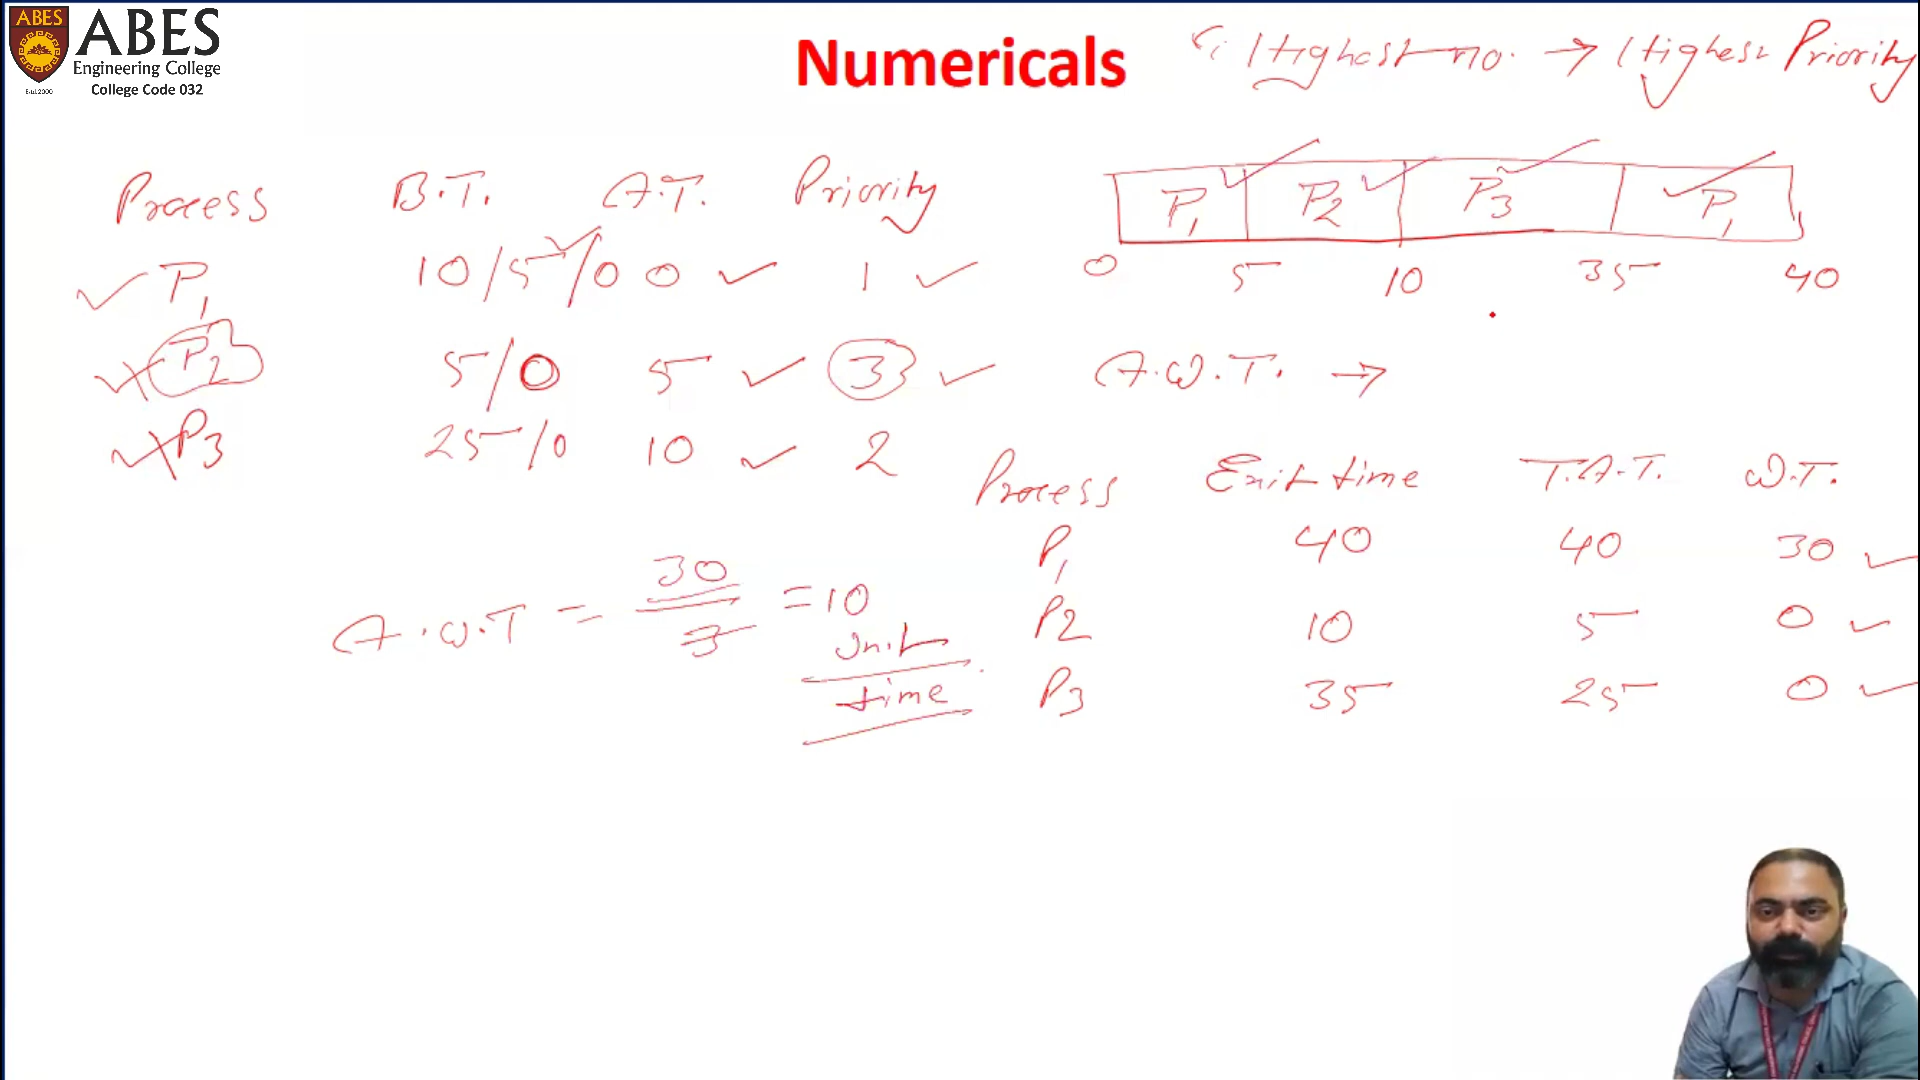 ABES
ABES
Engineering College
Estd.2000
College Code 032
Numericals
Highest no. → Highest Priority
Process B.T. A.T. Priority
P1 10/5/0 0 1
P2 5/0 5 3
P3 25/0 10 2
P1 P2 P3 P1
0 5 10 35 40
A.W.T. →
Process Exit time T.A.T. W.T.
P1 40 40 30
P2 10 5 0
P3 35 25 0
A.W.T = 30/3 = 10
unit
time